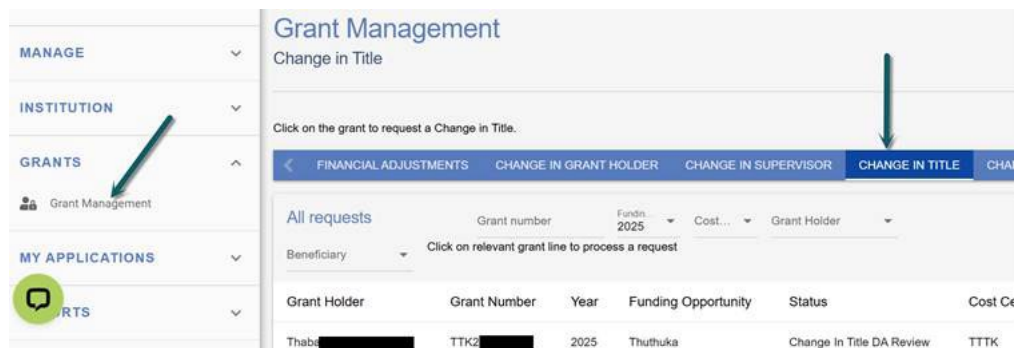 Grant Management
Change in Title
MANAGE
INSTITUTION
GRANTS
Grant Management
MY APPLICATIONS
RTS
Click on the grant to request a Change in Title.
FINANCIAL ADJUSTMENTS CHANGE IN GRANT HOLDER CHANGE IN SUPERVISOR CHANGE IN TITLE
All requests Grant number Fundin... 2025 Cost... Grant Holder
Beneficiary Click on relevant grant line to process a request
Grant Holder Grant Number Year Funding Opportunity Status Cost Ce
Thaba TTK2 2025 Thuthuka Change In Title DA Review TTTK